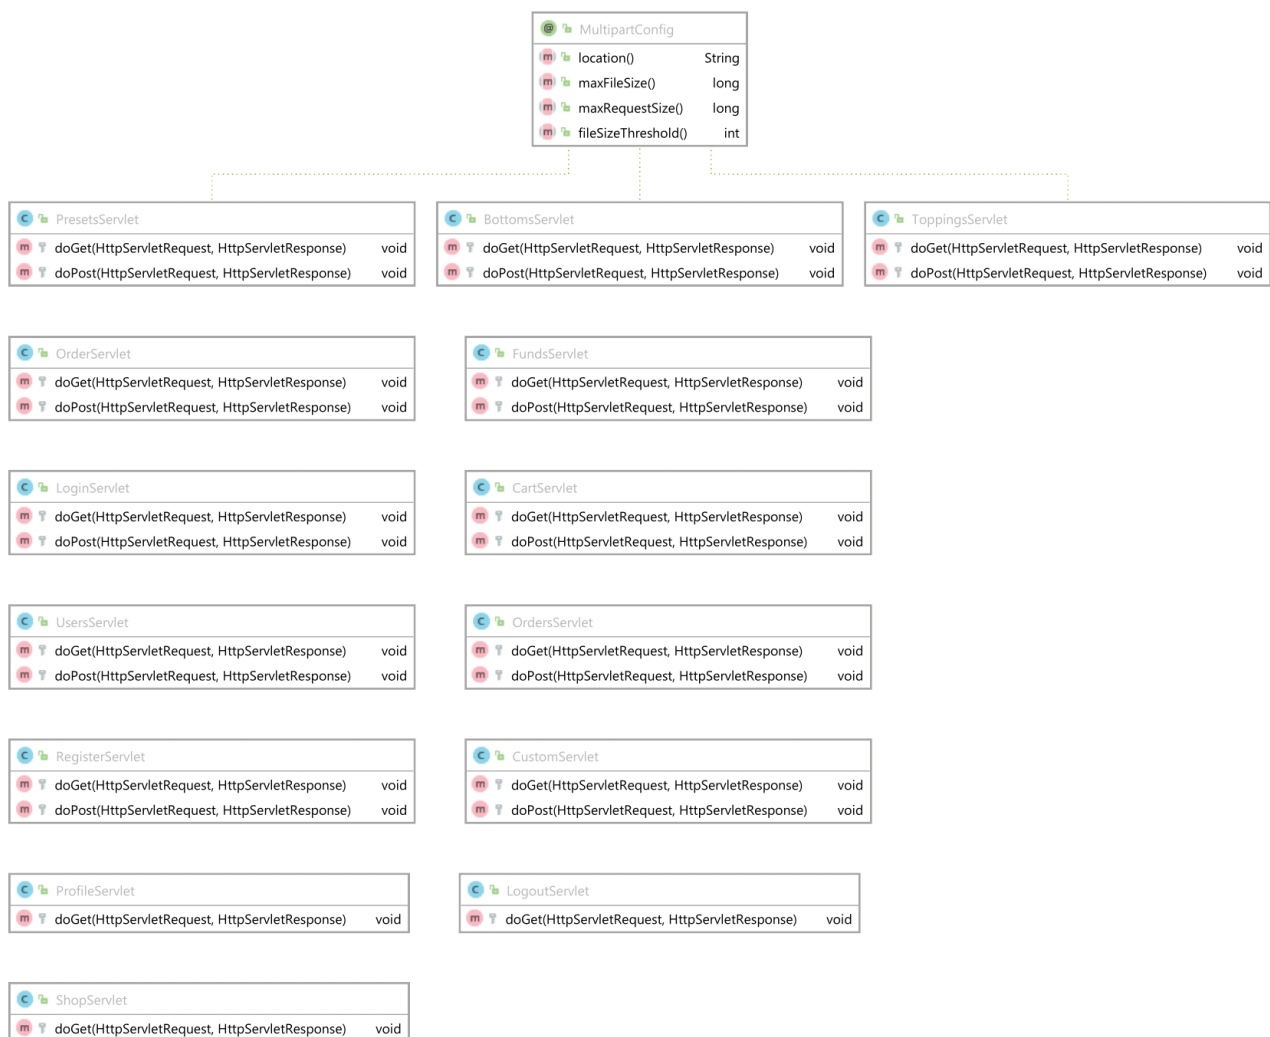 MultipartConfig
location() String
maxFileSize() long
maxRequestSize() long
fileSizeThreshold() int
PresetsServlet
doGet(HttpServletRequest, HttpServletResponse) void
doPost(HttpServletRequest, HttpServletResponse) void
BottomsServlet
doGet(HttpServletRequest, HttpServletResponse) void
doPost(HttpServletRequest, HttpServletResponse) void
ToppingsServlet
doGet(HttpServletRequest, HttpServletResponse) void
doPost(HttpServletRequest, HttpServletResponse) void
OrderServlet
doGet(HttpServletRequest, HttpServletResponse) void
doPost(HttpServletRequest, HttpServletResponse) void
FundsServlet
doGet(HttpServletRequest, HttpServletResponse) void
doPost(HttpServletRequest, HttpServletResponse) void
LoginServlet
doGet(HttpServletRequest, HttpServletResponse) void
doPost(HttpServletRequest, HttpServletResponse) void
CartServlet
doGet(HttpServletRequest, HttpServletResponse) void
doPost(HttpServletRequest, HttpServletResponse) void
UsersServlet
doGet(HttpServletRequest, HttpServletResponse) void
doPost(HttpServletRequest, HttpServletResponse) void
OrdersServlet
doGet(HttpServletRequest, HttpServletResponse) void
doPost(HttpServletRequest, HttpServletResponse) void
RegisterServlet
doGet(HttpServletRequest, HttpServletResponse) void
doPost(HttpServletRequest, HttpServletResponse) void
CustomServlet
doGet(HttpServletRequest, HttpServletResponse) void
doPost(HttpServletRequest, HttpServletResponse) void
ProfileServlet
doGet(HttpServletRequest, HttpServletResponse) void
LogoutServlet
doGet(HttpServletRequest, HttpServletResponse) void
ShopServlet
doGet(HttpServletRequest, HttpServletResponse) void